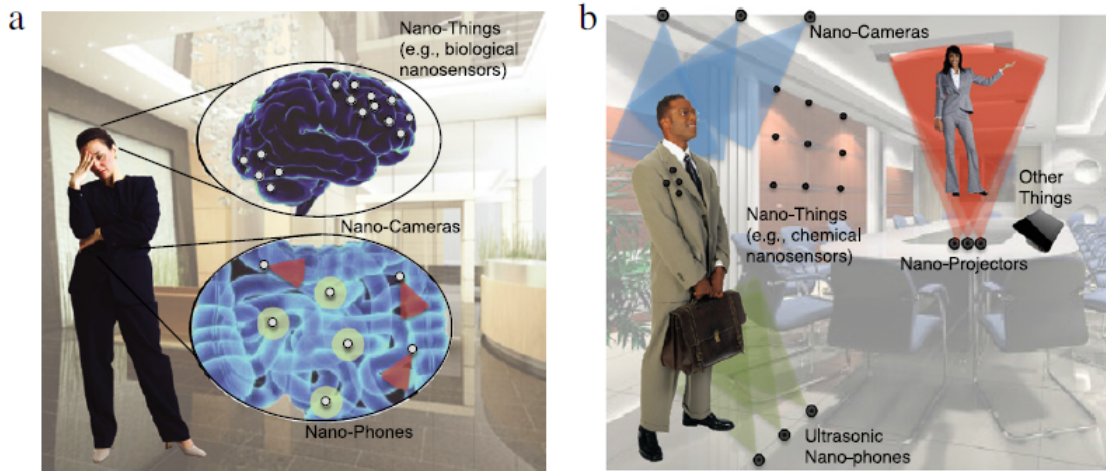 a
Nano-Things
(e.g., biological
nanosensors)
Nano-Cameras
Nano-Phones
b
Nano-Cameras
Nano-Things
(e.g., chemical
nanosensors)
Other
Things
Nano-Projectors
Ultrasonic
Nano-phones